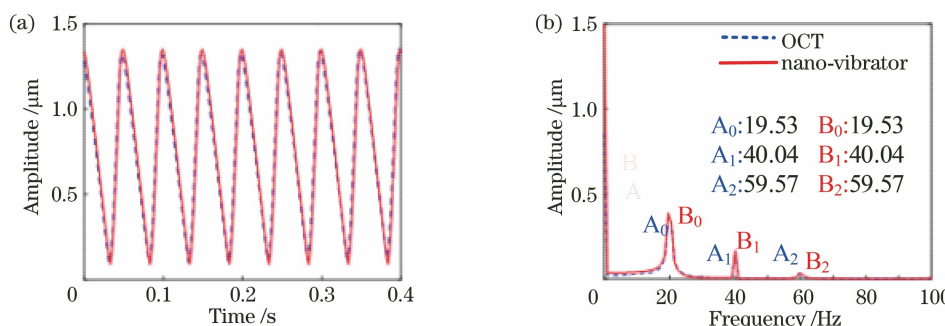 (a)
1.5
1.0
0.5
0
0.1
0.2
0.3
0.4
Amplitude /μm
Time /s
(b)
1.5
1.0
0.5
0
20
40
60
80
100
Amplitude /μm
Frequency /Hz
OCT
nano-vibrator
A0:19.53 B0:19.53
A1:40.04 B1:40.04
A2:59.57 B2:59.57
B
A
A0 B0
A1 B1
A2 B2